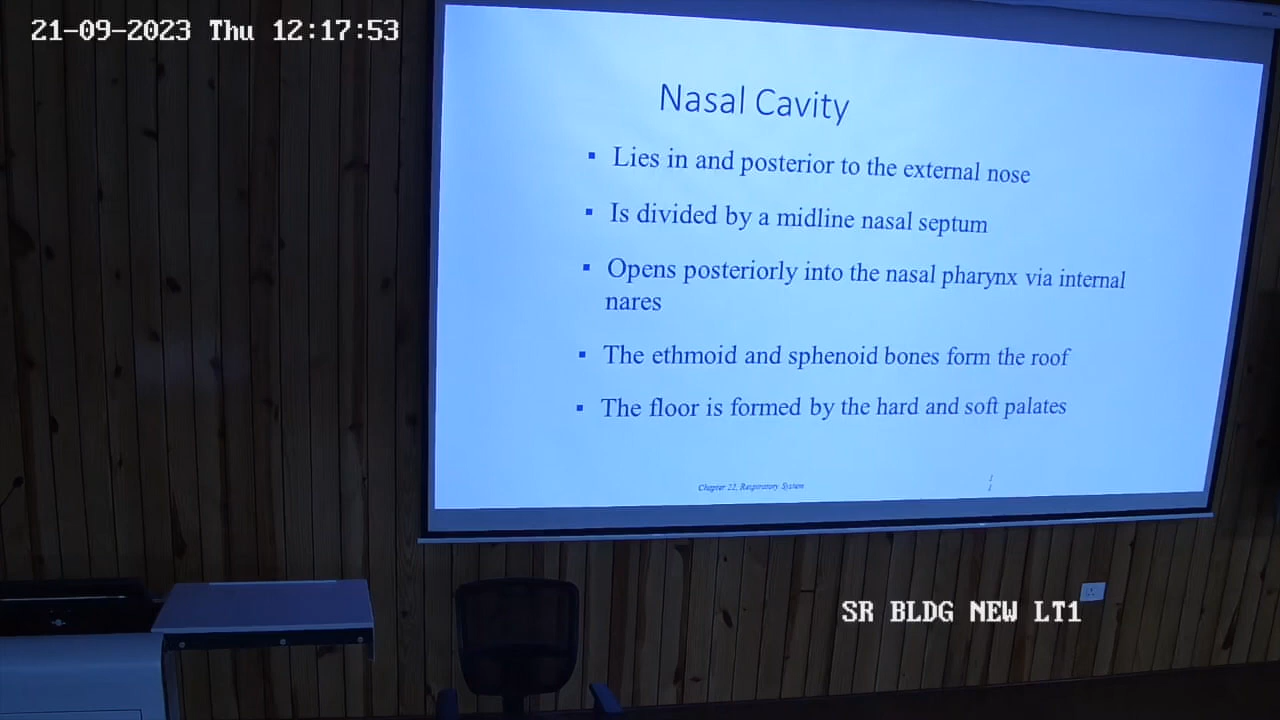 21-09-2023 Thu 12:17:53
Nasal Cavity
▪ Lies in and posterior to the external nose
▪ Is divided by a midline nasal septum
▪ Opens posteriorly into the nasal pharynx via internal
nares
▪ The ethmoid and sphenoid bones form the roof
▪ The floor is formed by the hard and soft palates
Chapter 22, Respiratory System
1
1
SR BLDG NEW LT1